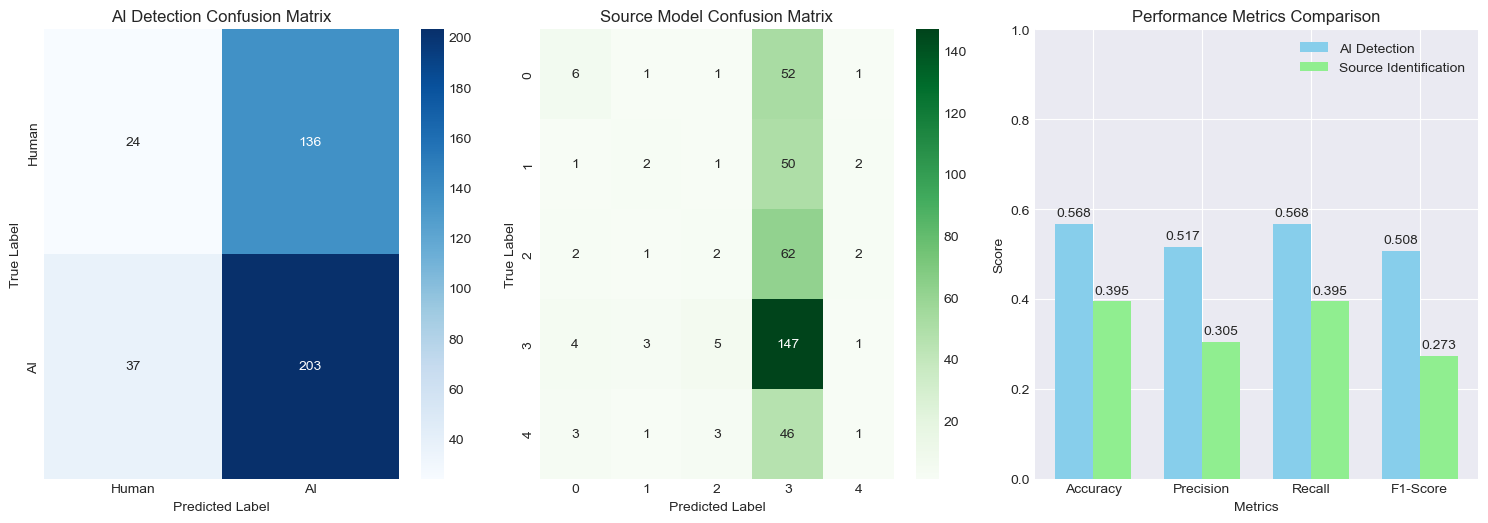 AI Detection Confusion Matrix
Human
AI
True Label
24
136
37
203
Human
AI
Predicted Label
200
180
160
140
120
100
80
60
40
Source Model Confusion Matrix
True Label
0
1
2
3
4
6 1 1 52 1
1 2 1 50 2
2 1 2 62 2
4 3 5 147 1
3 1 3 46 1
0 1 2 3 4
Predicted Label
140
120
100
80
60
40
20
Performance Metrics Comparison
AI Detection
Source Identification
Score
1.0
0.8
0.6
0.4
0.2
0.0
0.568
0.395
0.517
0.305
0.568
0.395
0.508
0.273
Accuracy Precision Recall F1-Score
Metrics